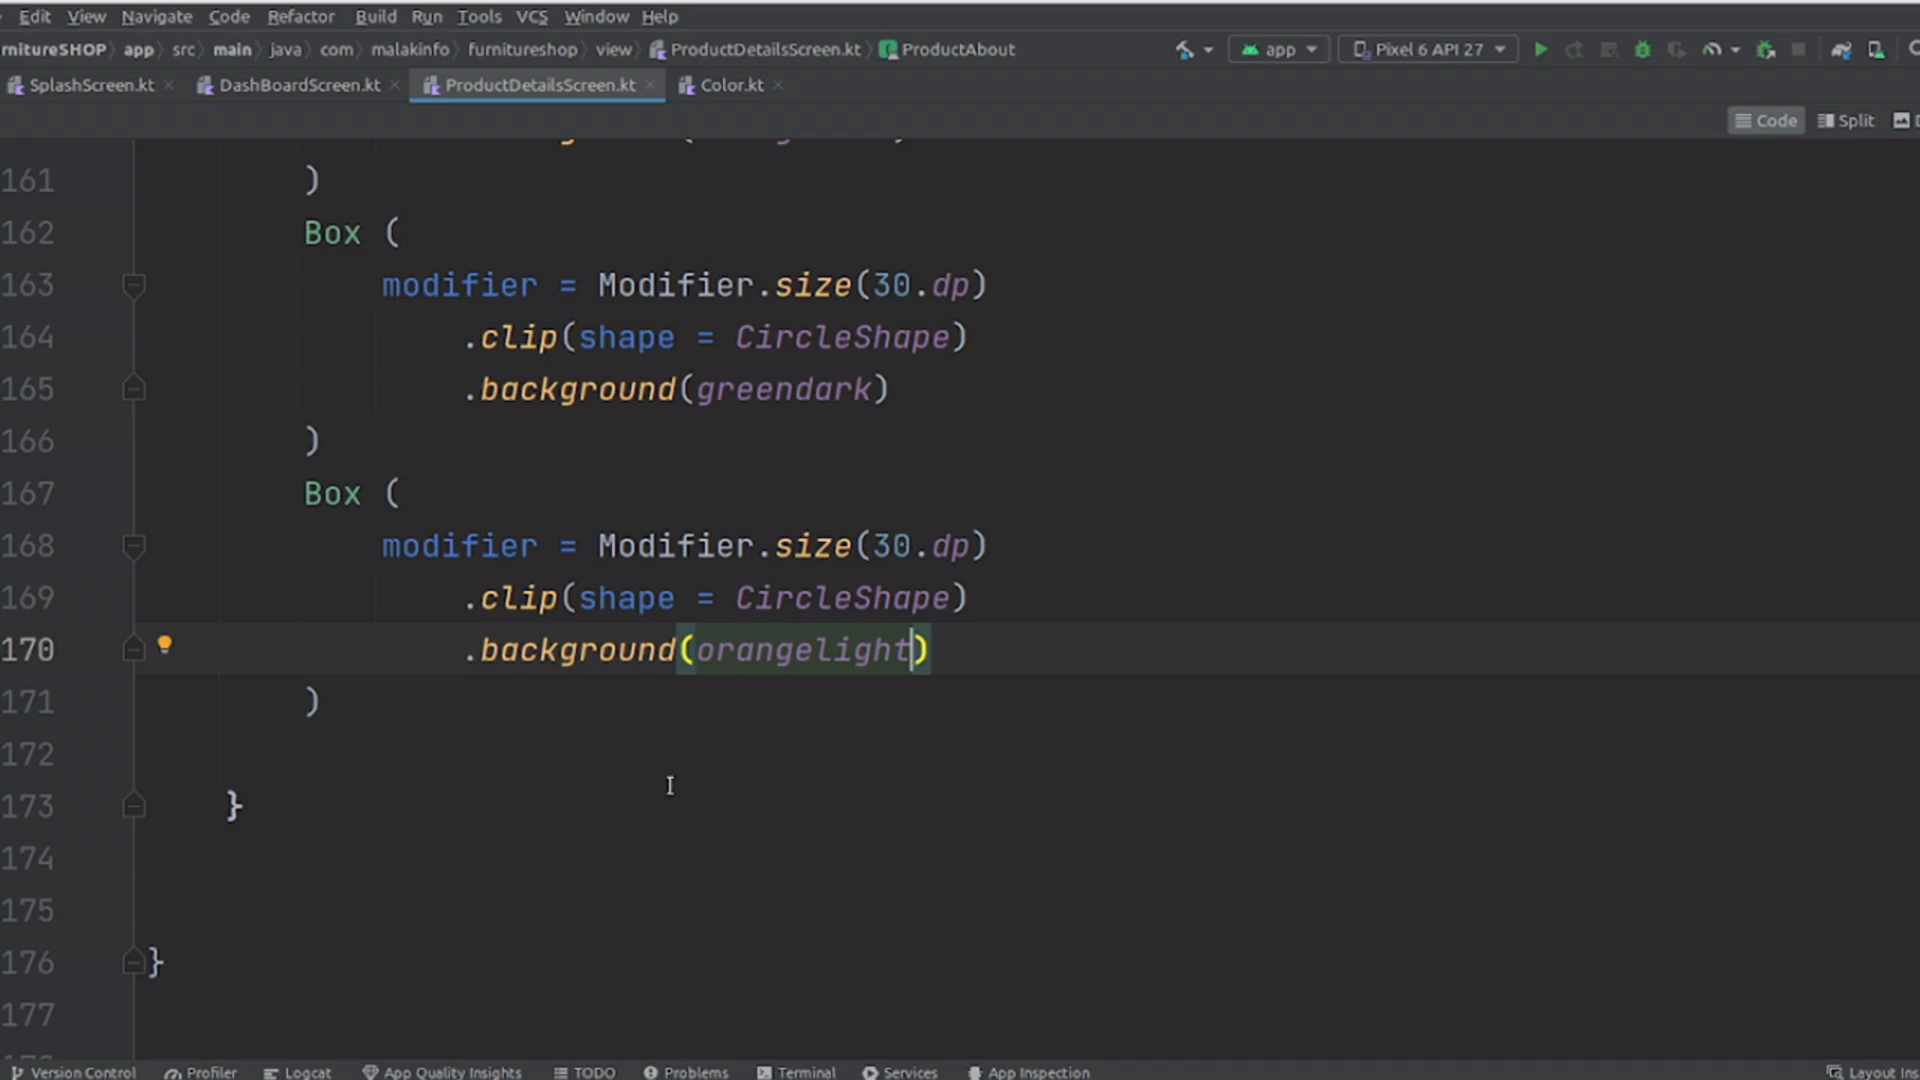 Edit View Navigate Code Refactor Build Run Tools VCS Window Help
rnitureSHOP app src main java com malakinfo furnitureshop view ProductDetailsScreen.kt ProductAbout app Pixel 6 API 27
SplashScreen.kt DashBoardScreen.kt ProductDetailsScreen.kt Color.kt
Code Split
161 )
162 Box (
163 modifier = Modifier.size(30.dp)
164 .clip(shape = CircleShape)
165 .background(greendark)
166 )
167 Box (
168 modifier = Modifier.size(30.dp)
169 .clip(shape = CircleShape)
170 .background(orangelight)
171 )
172
173 }
174
175
176 }
177
Version Control Profiler Logcat App Quality Insights TODO Problems Terminal Services App Inspection Layout Ins